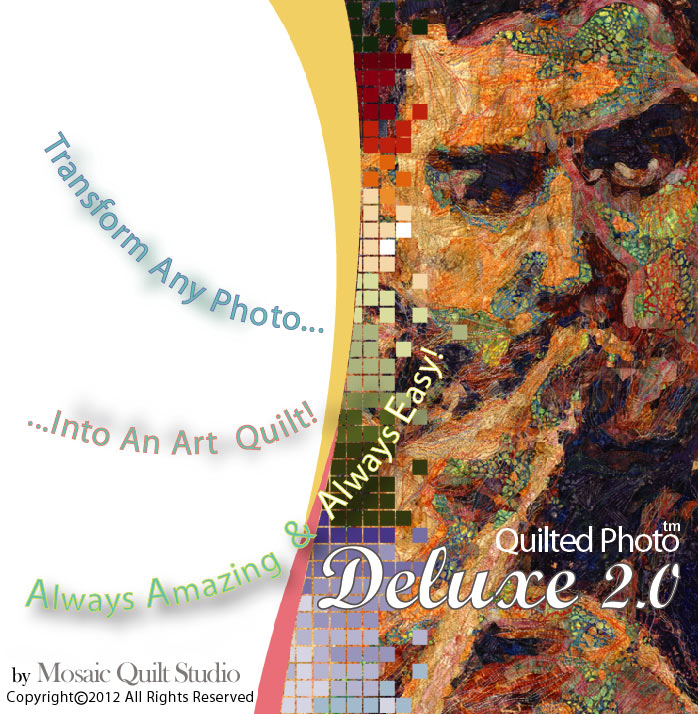 Transform Any Photo...
...Into An Art Quilt!
Always Amazing & Always Easy!
Quilted Photo™
Deluxe 2.0
by Mosaic Quilt Studio
Copyright©2012 All Rights Reserved